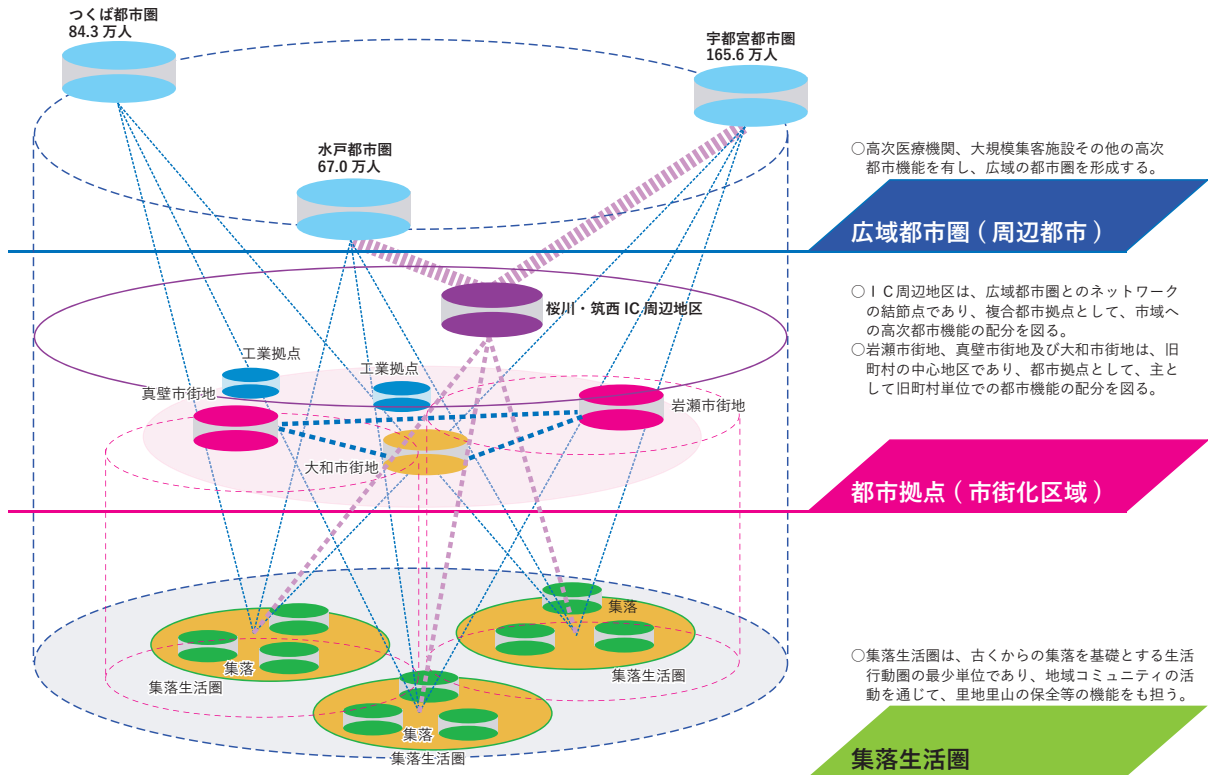 つくば都市圏
84.3 万人
宇都宮都市圏
165.6 万人
水戸都市圏
67.0 万人
○高次医療機関、大規模集客施設その他の高次
都市機能を有し、広域の都市圏を形成する。
広域都市圏 ( 周辺都市 )
桜川・筑西 IC 周辺地区
○ＩＣ周辺地区は、広域都市圏とのネットワーク
の結節点であり、複合都市拠点として、市域へ
の高次都市機能の配分を図る。
○岩瀬市街地、真壁市街地及び大和市街地は、旧
町村の中心地区であり、都市拠点として、主と
して旧町村単位での都市機能の配分を図る。
工業拠点
工業拠点
真壁市街地
岩瀬市街地
大和市街地
都市拠点 ( 市街化区域 )
集落
集落
集落生活圏
集落生活圏
集落
集落生活圏
○集落生活圏は、古くからの集落を基礎とする生活
行動圏の最少単位であり、地域コミュニティの活
動を通じて、里地里山の保全等の機能をも担う。
集落生活圏